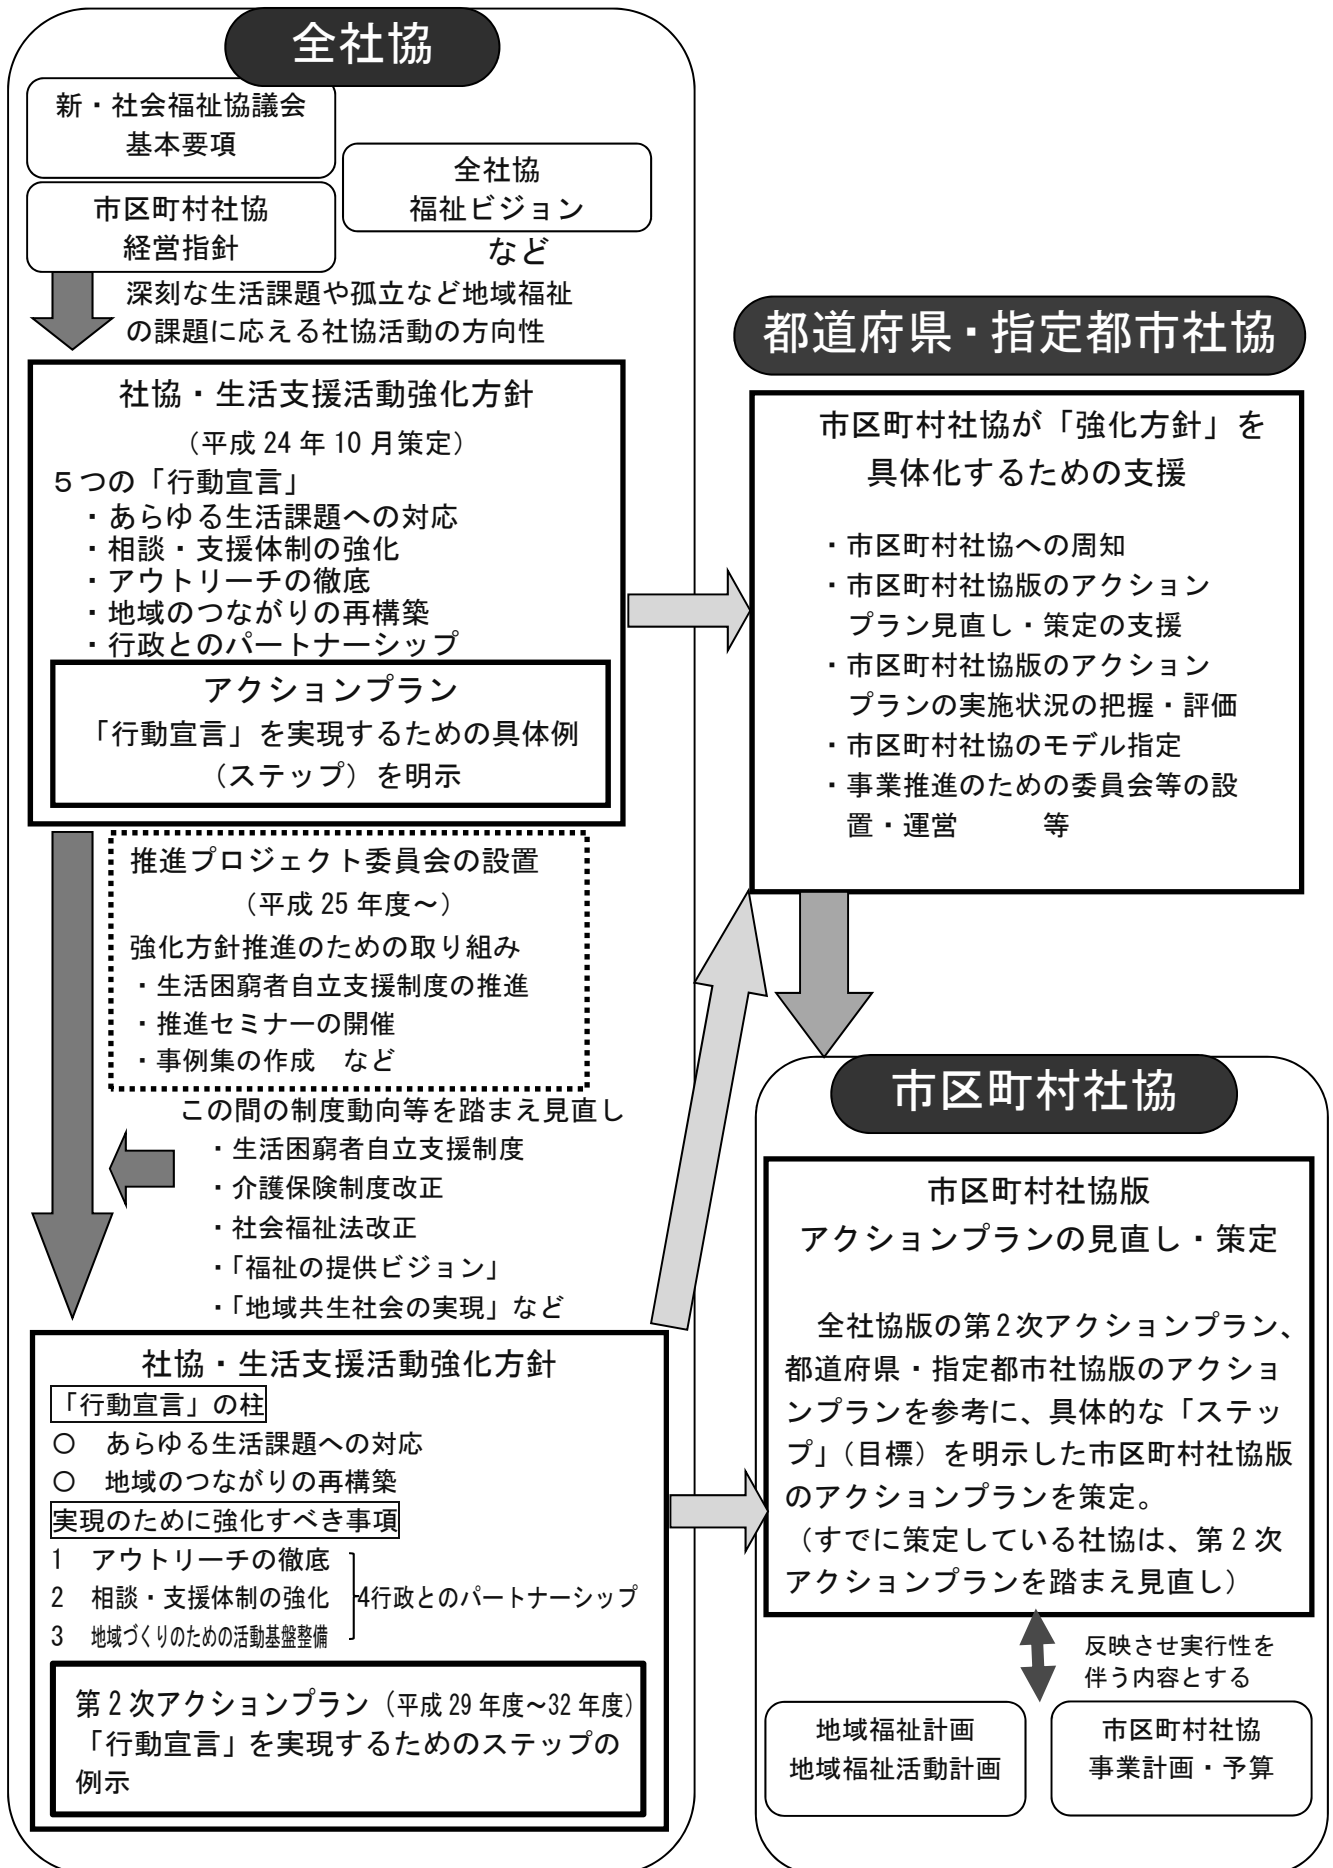 全社協
新・社会福祉協議会
基本要項
全社協
福祉ビジョン
市区町村社協
経営指針
など
深刻な生活課題や孤立など地域福祉
の課題に応える社協活動の方向性
社協・生活支援活動強化方針
（平成 24 年 10 月策定）
５つの「行動宣言」
・あらゆる生活課題への対応
・相談・支援体制の強化
・アウトリーチの徹底
・地域のつながりの再構築
・行政とのパートナーシップ
アクションプラン
「行動宣言」を実現するための具体例
（ステップ）を明示
推進プロジェクト委員会の設置
（平成 25 年度～）
強化方針推進のための取り組み
・生活困窮者自立支援制度の推進
・推進セミナーの開催
・事例集の作成　など
この間の制度動向等を踏まえ見直し
・生活困窮者自立支援制度
・介護保険制度改正
・社会福祉法改正
・「福祉の提供ビジョン」
・「地域共生社会の実現」など
社協・生活支援活動強化方針
「行動宣言」の柱
○　あらゆる生活課題への対応
○　地域のつながりの再構築
実現のために強化すべき事項
1　アウトリーチの徹底
2　相談・支援体制の強化
4行政とのパートナーシップ
3　地域づくりのための活動基盤整備
第 2 次アクションプラン（平成 29 年度～32 年度）
「行動宣言」を実現するためのステップの
例示
都道府県・指定都市社協
市区町村社協が「強化方針」を
具体化するための支援
・市区町村社協への周知
・市区町村社協版のアクション
プラン見直し・策定の支援
・市区町村社協版のアクション
プランの実施状況の把握・評価
・市区町村社協のモデル指定
・事業推進のための委員会等の設
置・運営　　　等
市区町村社協
市区町村社協版
アクションプランの見直し・策定
全社協版の第２次アクションプラン、
都道府県・指定都市社協版のアクショ
ンプランを参考に、具体的な「ステッ
プ」（目標）を明示した市区町村社協版
のアクションプランを策定。
（すでに策定している社協は、第 2 次
アクションプランを踏まえ見直し）
反映させ実行性を
伴う内容とする
地域福祉計画
地域福祉活動計画
市区町村社協
事業計画・予算